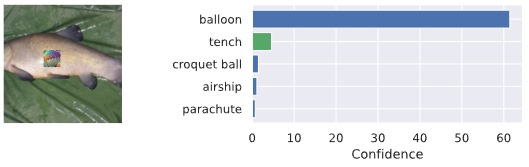 balloon
tench
croquet ball
airship
parachute
0 10 20 30 40 50 60
Confidence